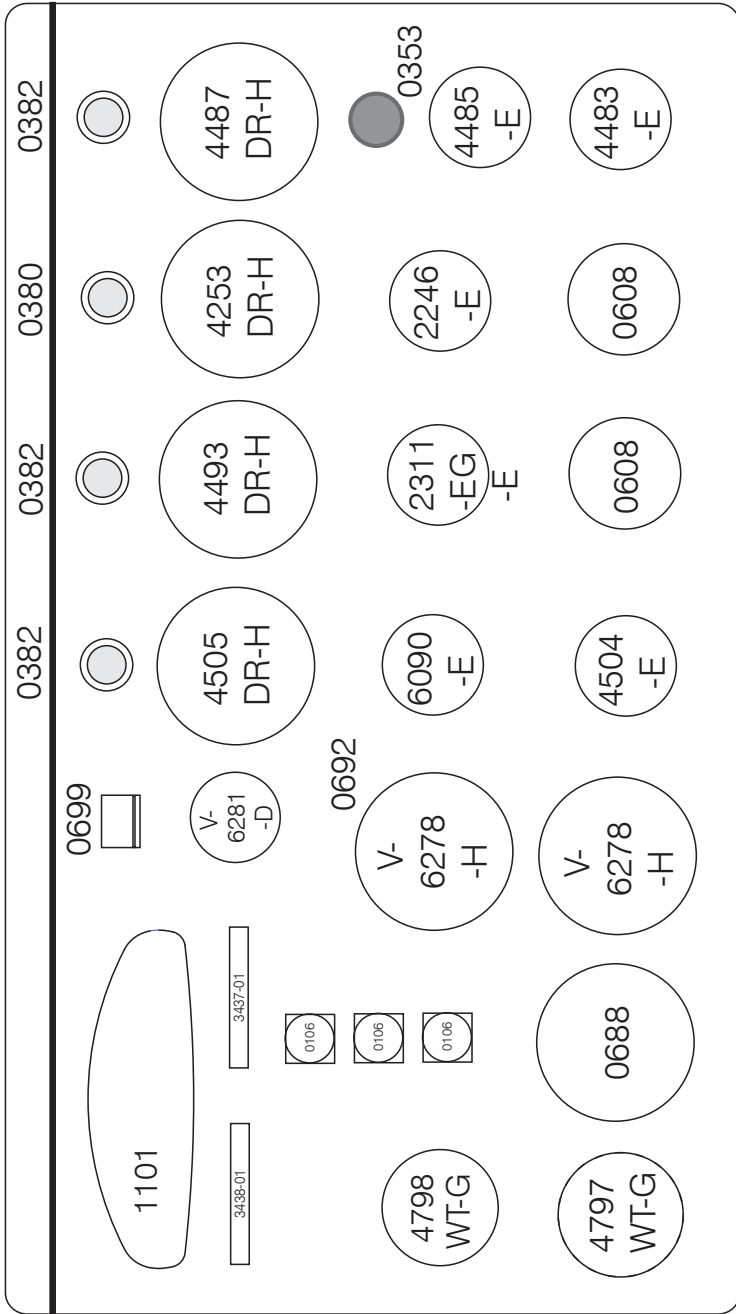 0382
0382
0380
0382
0699
1101
3438-01
3437-01
V-
6281
-D
4505
DR-H
4493
DR-H
4253
DR-H
4487
DR-H
0106
0106
0106
0692
0353
4798
WT-G
V-
6278
-H
6090
-E
2311
-EG
-E
2246
-E
4485
-E
4797
WT-G
0688
V-
6278
-H
4504
-E
0608
0608
4483
-E